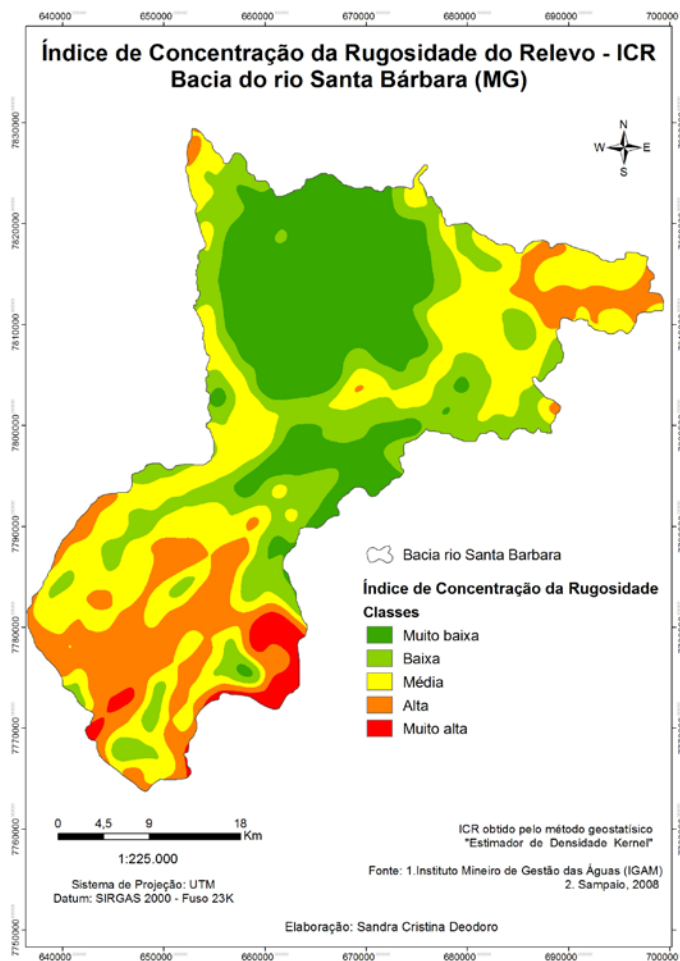 640000 650000 660000 670000 680000 690000 700000
Índice de Concentração da Rugosidade do Relevo - ICR
Bacia do rio Santa Bárbara (MG)
N
W E
S
7830000
7820000
7810000
7800000
7790000
7780000
7770000
7760000
7750000
Bacia rio Santa Barbara
Índice de Concentração da Rugosidade
Classes
Muito baixa
Baixa
Média
Alta
Muito alta
0 4,5 9 18
Km
1:225.000
Sistema de Projeção: UTM
Datum: SIRGAS 2000 - Fuso 23K
ICR obtido pelo método geostatísico
"Estimador de Densidade Kernel"
Fonte: 1.Instituto Mineiro de Gestão das Águas (IGAM)
2. Sampaio, 2008
Elaboração: Sandra Cristina Deodoro
640000 650000 660000 670000 680000 690000 700000